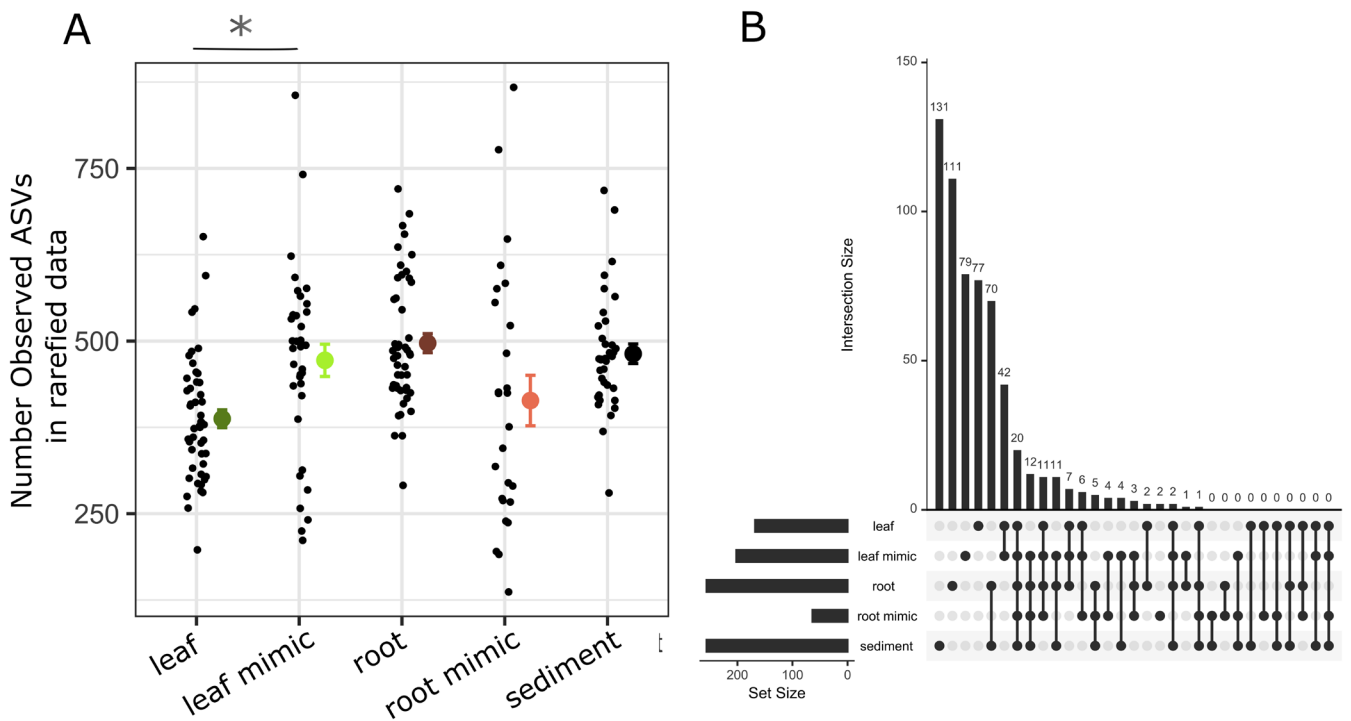 A
*
Number Observed ASVs
in rarefied data
750
500
250
leaf
leaf mimic
root
root mimic
sediment
t
B
Intersection Size
150
100
50
0
131
111
79
77
70
42
20
12
11
11
7
6
5
4
4
3
2
2
2
1
1
0
0
0
0
0
0
0
0
0
0
leaf
leaf mimic
root
root mimic
sediment
200
100
0
Set Size